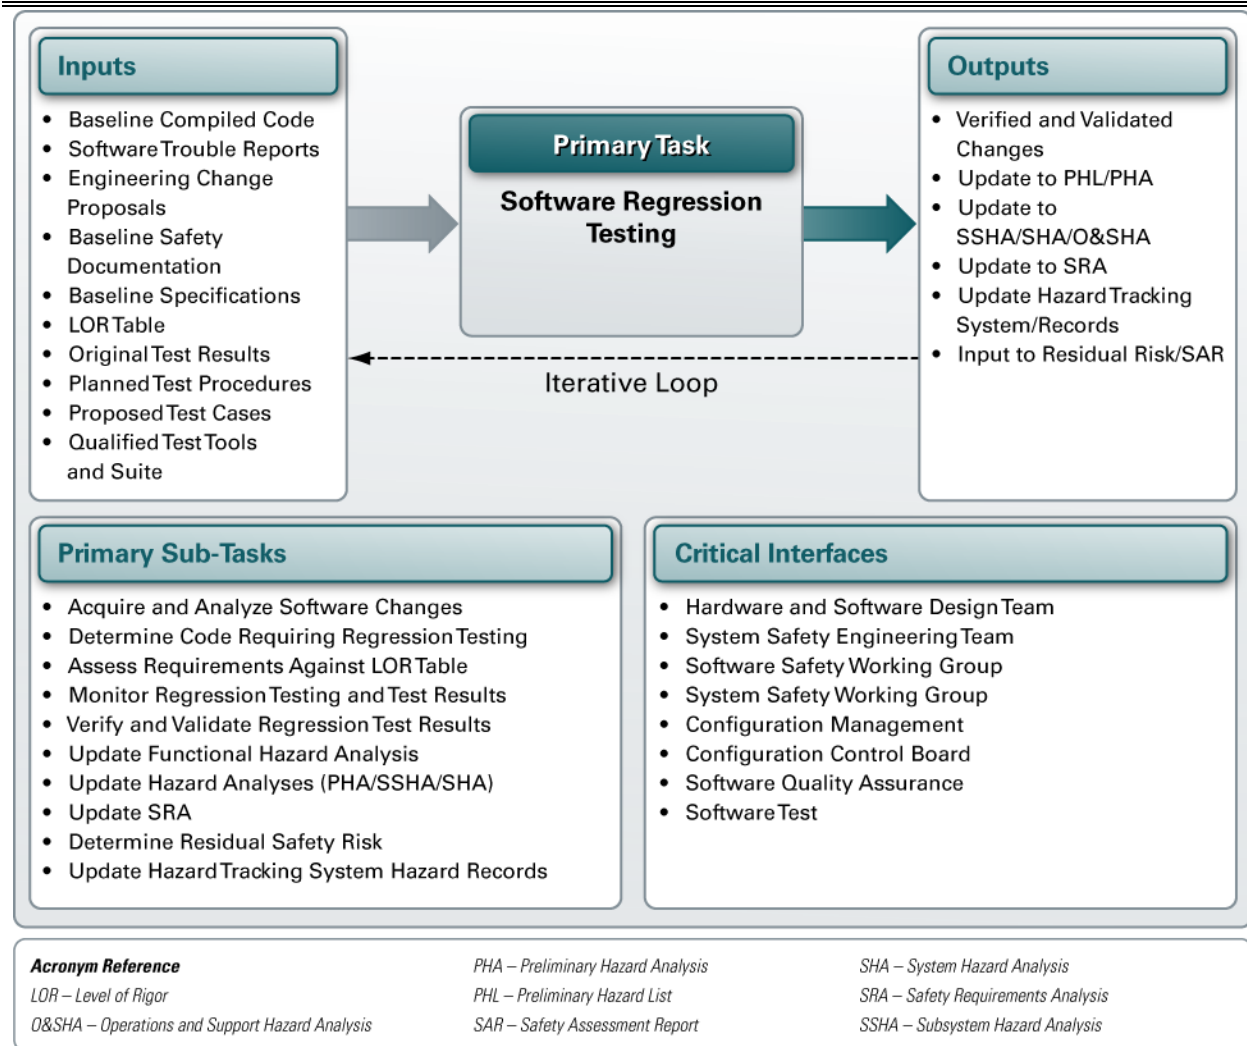 Inputs
• Baseline Compiled Code
• Software Trouble Reports
• Engineering Change
Proposals
• Baseline Safety
Documentation
• Baseline Specifications
• LOR Table
• Original Test Results
• Planned Test Procedures
• Proposed Test Cases
• Qualified Test Tools
and Suite
Primary Task
Software Regression
Testing
Iterative Loop
Outputs
• Verified and Validated
Changes
• Update to PHL/PHA
• Update to
SSHA/SHA/O&SHA
• Update to SRA
• Update Hazard Tracking
System/Records
• Input to Residual Risk/SAR
Primary Sub-Tasks
• Acquire and Analyze Software Changes
• Determine Code Requiring Regression Testing
• Assess Requirements Against LOR Table
• Monitor Regression Testing and Test Results
• Verify and Validate Regression Test Results
• Update Functional Hazard Analysis
• Update Hazard Analyses (PHA/SSHA/SHA)
• Update SRA
• Determine Residual Safety Risk
• Update Hazard Tracking System Hazard Records
Critical Interfaces
• Hardware and Software Design Team
• System Safety Engineering Team
• Software Safety Working Group
• System Safety Working Group
• Configuration Management
• Configuration Control Board
• Software Quality Assurance
• Software Test
Acronym Reference
LOR – Level of Rigor
O&SHA – Operations and Support Hazard Analysis
PHA – Preliminary Hazard Analysis
PHL – Preliminary Hazard List
SAR – Safety Assessment Report
SHA – System Hazard Analysis
SRA – Safety Requirements Analysis
SSHA – Subsystem Hazard Analysis